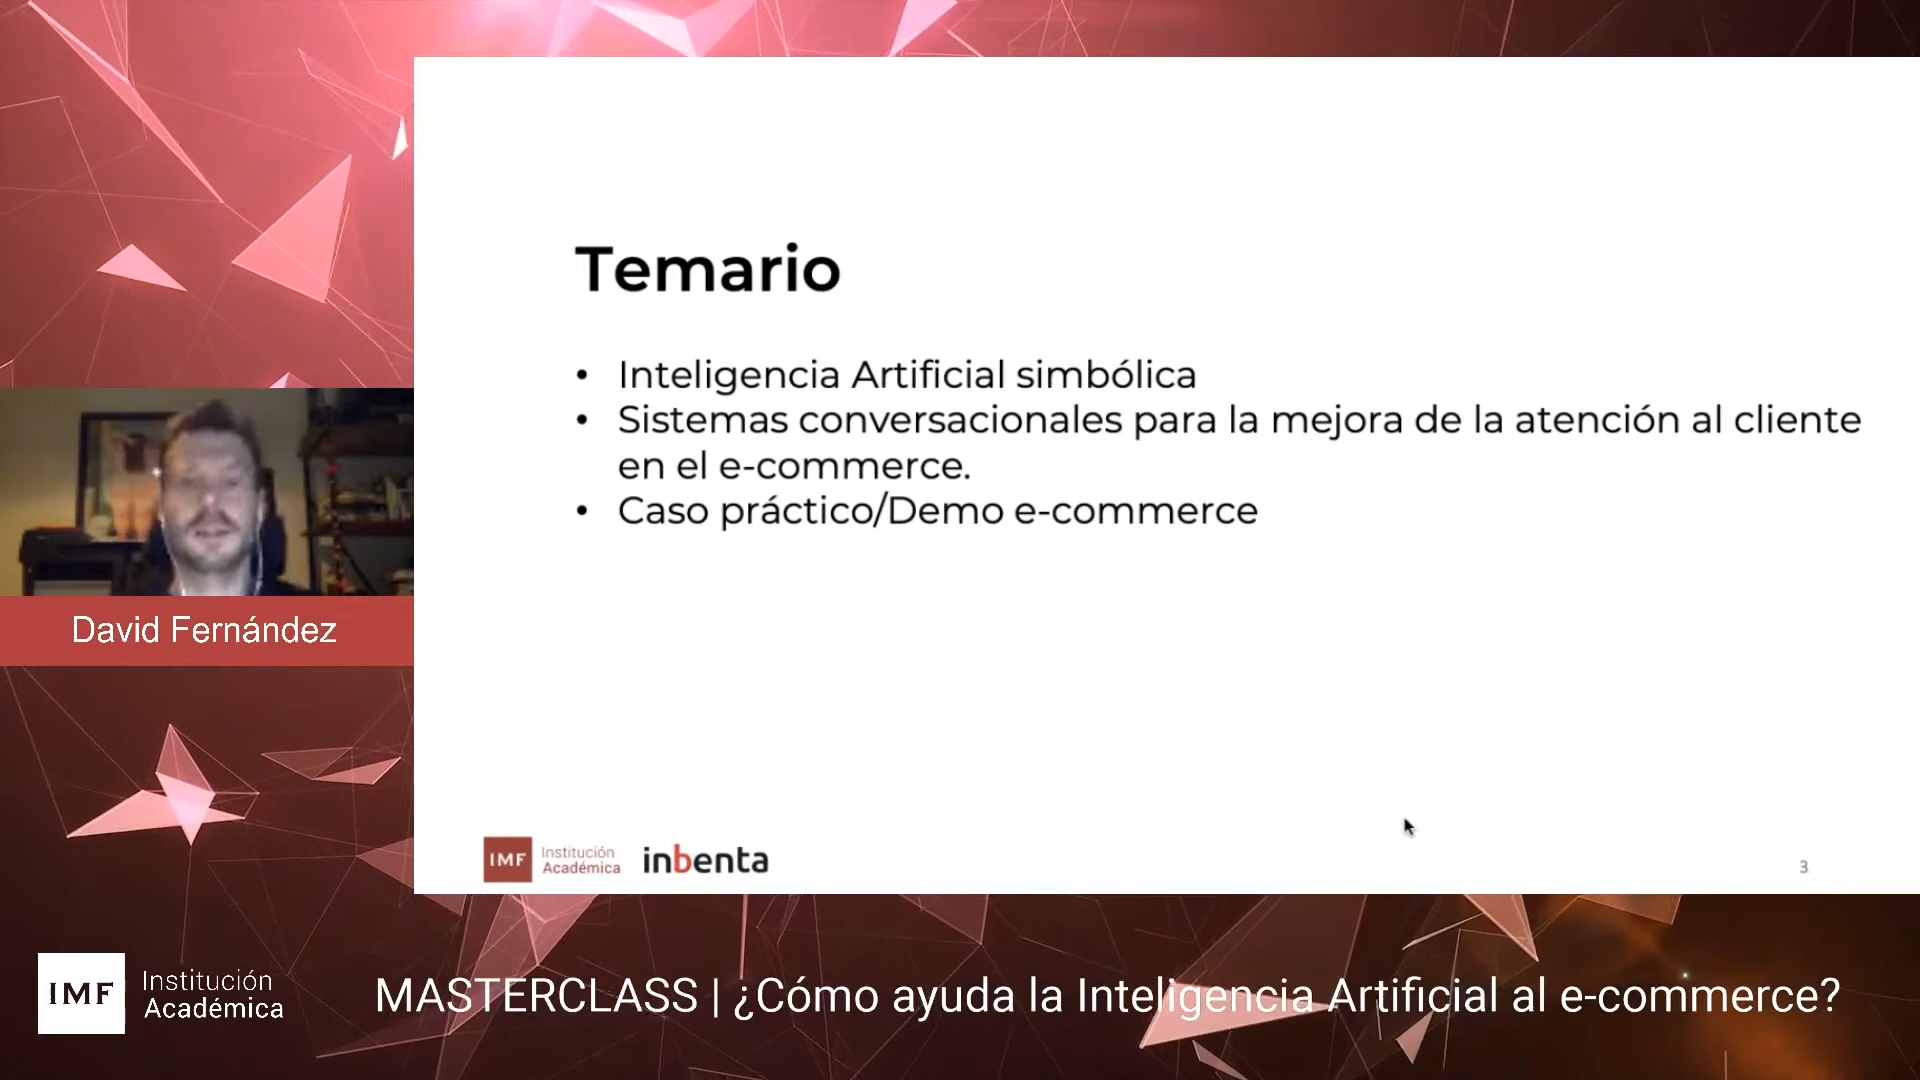 Temario
• Inteligencia Artificial simbólica
• Sistemas conversacionales para la mejora de la atención al cliente
en el e-commerce.
• Caso práctico/Demo e-commerce
David Fernández
IMF Institución
Académica
inbenta
3
IMF Institución
Académica
MASTERCLASS | ¿Cómo ayuda la Inteligencia Artificial al e-commerce?